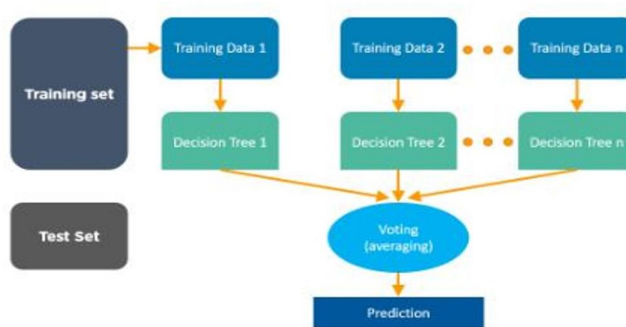 Training set
Training Data 1
Training Data 2
Training Data n
Decision Tree 1
Decision Tree 2
Decision Tree n
Test Set
Voting
(averaging)
Prediction